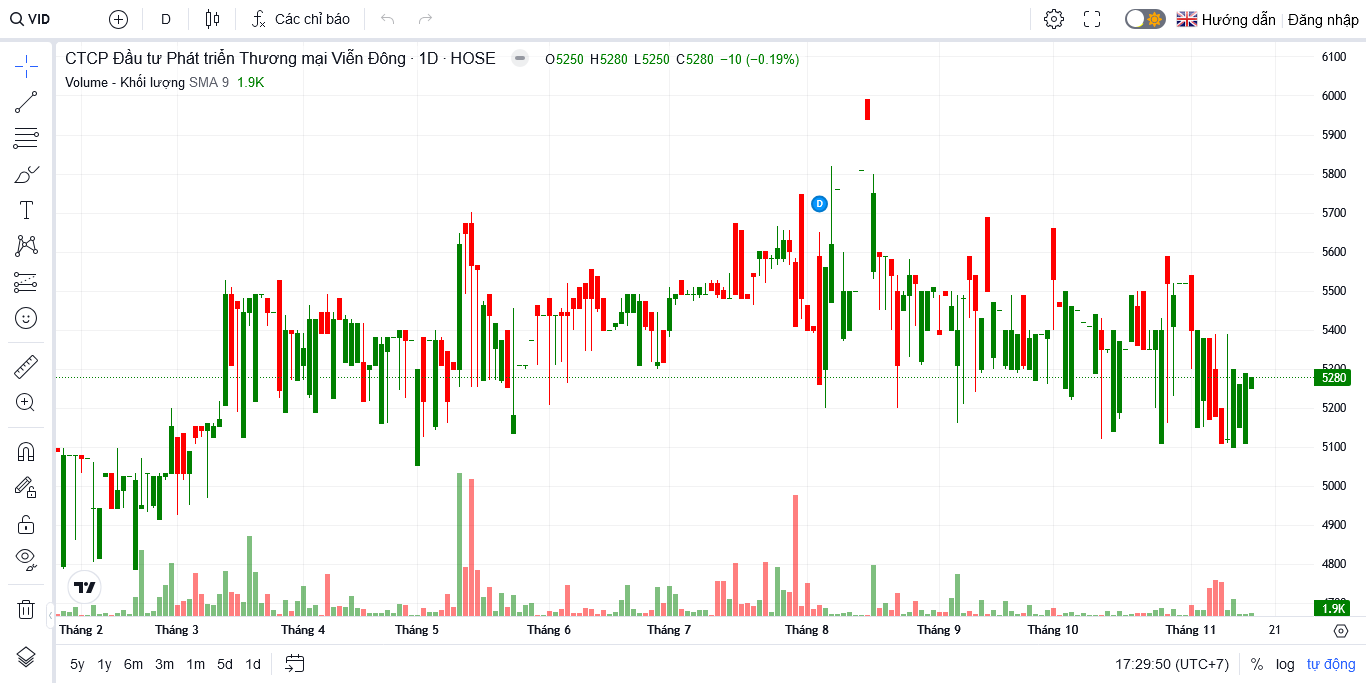 VID D Các chỉ báo Hướng dẫn Đăng nhập
CTCP Đầu tư Phát triển Thương mại Viễn Đông · 1D · HOSE O5250 H5280 L5250 C5280 −10 (−0.19%)
Volume - Khối lượng SMA 9 1.9K
6100
6000
5900
5800
5700
5600
5500
5400
5300
5280
5200
5100
5000
4900
4800
1.9K
D
Tháng 2 Tháng 3 Tháng 4 Tháng 5 Tháng 6 Tháng 7 Tháng 8 Tháng 9 Tháng 10 Tháng 11 21
5y 1y 6m 3m 1m 5d 1d 17:29:50 (UTC+7) % log tự động